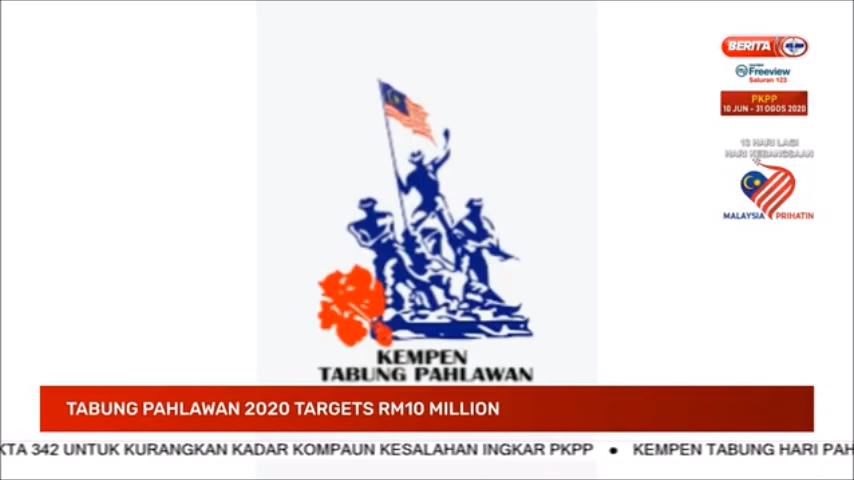 BERITA
Freeview
Saluran 123
PKPP
10 JUN - 31 OGOS 2020
13 HARI LAGI
HARI KEBANGSAAN
MALAYSIA PRIHATIN
KEMPEN
TABUNG PAHLAWAN
TABUNG PAHLAWAN 2020 TARGETS RM10 MILLION
KTA 342 UNTUK KURANGKAN KADAR KOMPAUN KESALAHAN INGKAR PKPP ● KEMPEN TABUNG HARI PAH